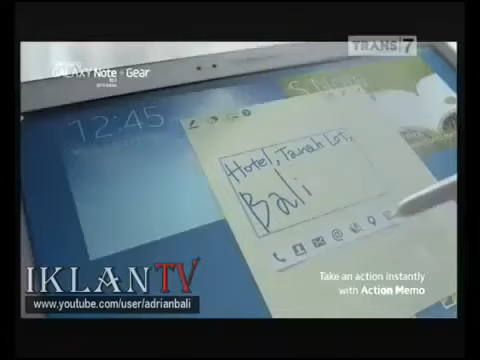 TRANS 7
GALAXY Note + Gear
12:45
S Nove
Hotel, Tanah Lot,
Bali
IKLAN TV
www.youtube.com/user/adrianbali
Take an action instantly
with Action Memo